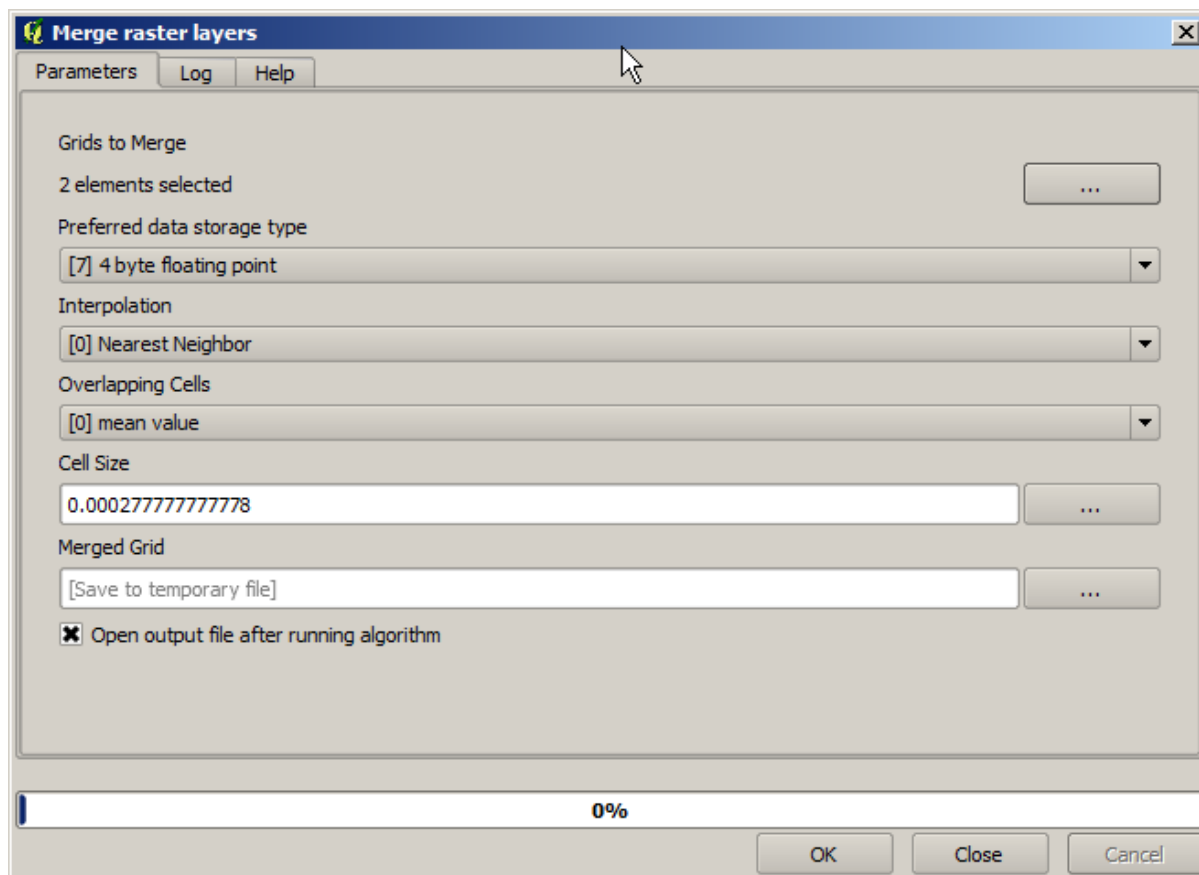 Merge raster layers
Parameters Log Help
Grids to Merge
2 elements selected ...
Preferred data storage type
[7] 4 byte floating point
Interpolation
[0] Nearest Neighbor
Overlapping Cells
[0] mean value
Cell Size
0.000277777777778 ...
Merged Grid
[Save to temporary file] ...
Open output file after running algorithm
0%
OK Close Cancel